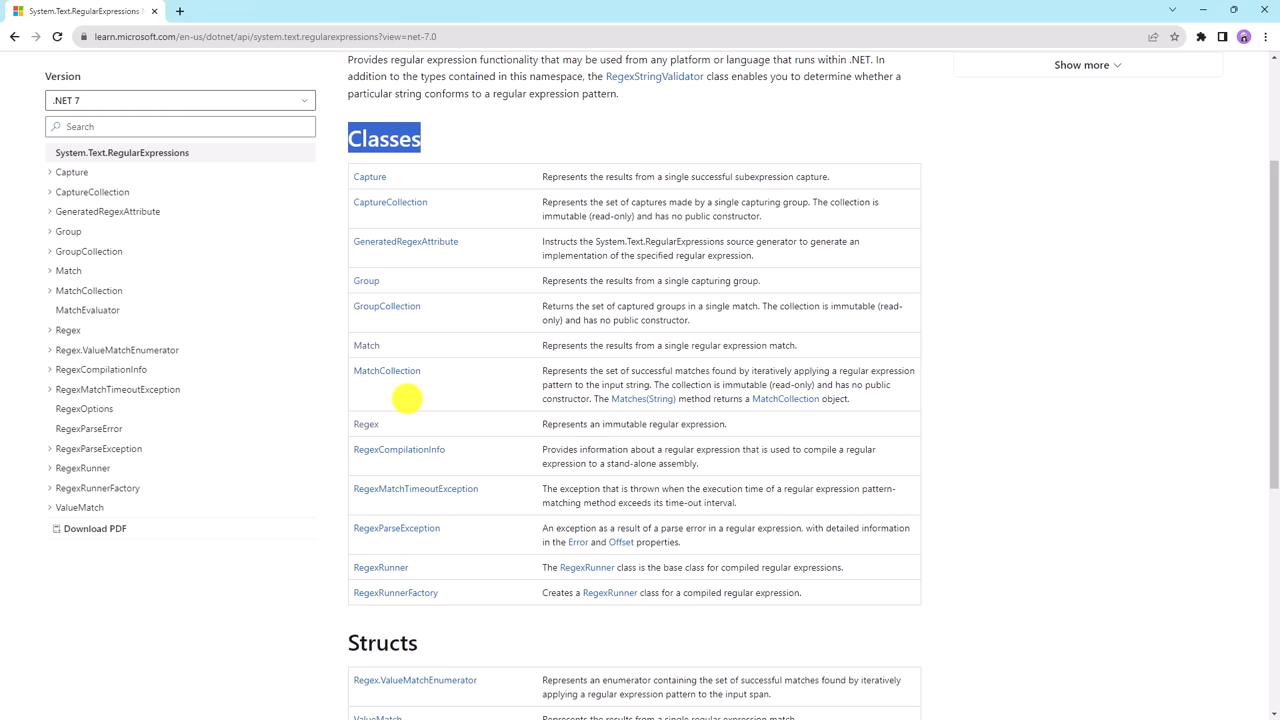 System.Text.RegularExpressions
learn.microsoft.com/en-us/dotnet/api/system.text.regularexpressions?view=net-7.0
Version
.NET 7
Search
System.Text.RegularExpressions
Capture
CaptureCollection
GeneratedRegexAttribute
Group
GroupCollection
Match
MatchCollection
MatchEvaluator
Regex
Regex.ValueMatchEnumerator
RegexCompilationInfo
RegexMatchTimeoutException
RegexOptions
RegexParseError
RegexParseException
RegexRunner
RegexRunnerFactory
ValueMatch
Download PDF
Provides regular expression functionality that may be used from any platform or language that runs within .NET. In
addition to the types contained in this namespace, the RegexStringValidator class enables you to determine whether a
particular string conforms to a regular expression pattern.
Classes
Capture Represents the results from a single successful subexpression capture.
CaptureCollection Represents the set of captures made by a single capturing group. The collection is
immutable (read-only) and has no public constructor.
GeneratedRegexAttribute Instructs the System.Text.RegularExpressions source generator to generate an
implementation of the specified regular expression.
Group Represents the results from a single capturing group.
GroupCollection Returns the set of captured groups in a single match. The collection is immutable (read-
only) and has no public constructor.
Match Represents the results from a single regular expression match.
MatchCollection Represents the set of successful matches found by iteratively applying a regular expression
pattern to the input string. The collection is immutable (read-only) and has no public
constructor. The Matches(String) method returns a MatchCollection object.
Regex Represents an immutable regular expression.
RegexCompilationInfo Provides information about a regular expression that is used to compile a regular
expression to a stand-alone assembly.
RegexMatchTimeoutException The exception that is thrown when the execution time of a regular expression pattern-
matching method exceeds its time-out interval.
RegexParseException An exception as a result of a parse error in a regular expression, with detailed information
in the Error and Offset properties.
RegexRunner The RegexRunner class is the base class for compiled regular expressions.
RegexRunnerFactory Creates a RegexRunner class for a compiled regular expression.
Structs
Regex.ValueMatchEnumerator Represents an enumerator containing the set of successful matches found by iteratively
applying a regular expression pattern to the input span.
ValueMatch Represents the results from a single regular expression match.
Show more